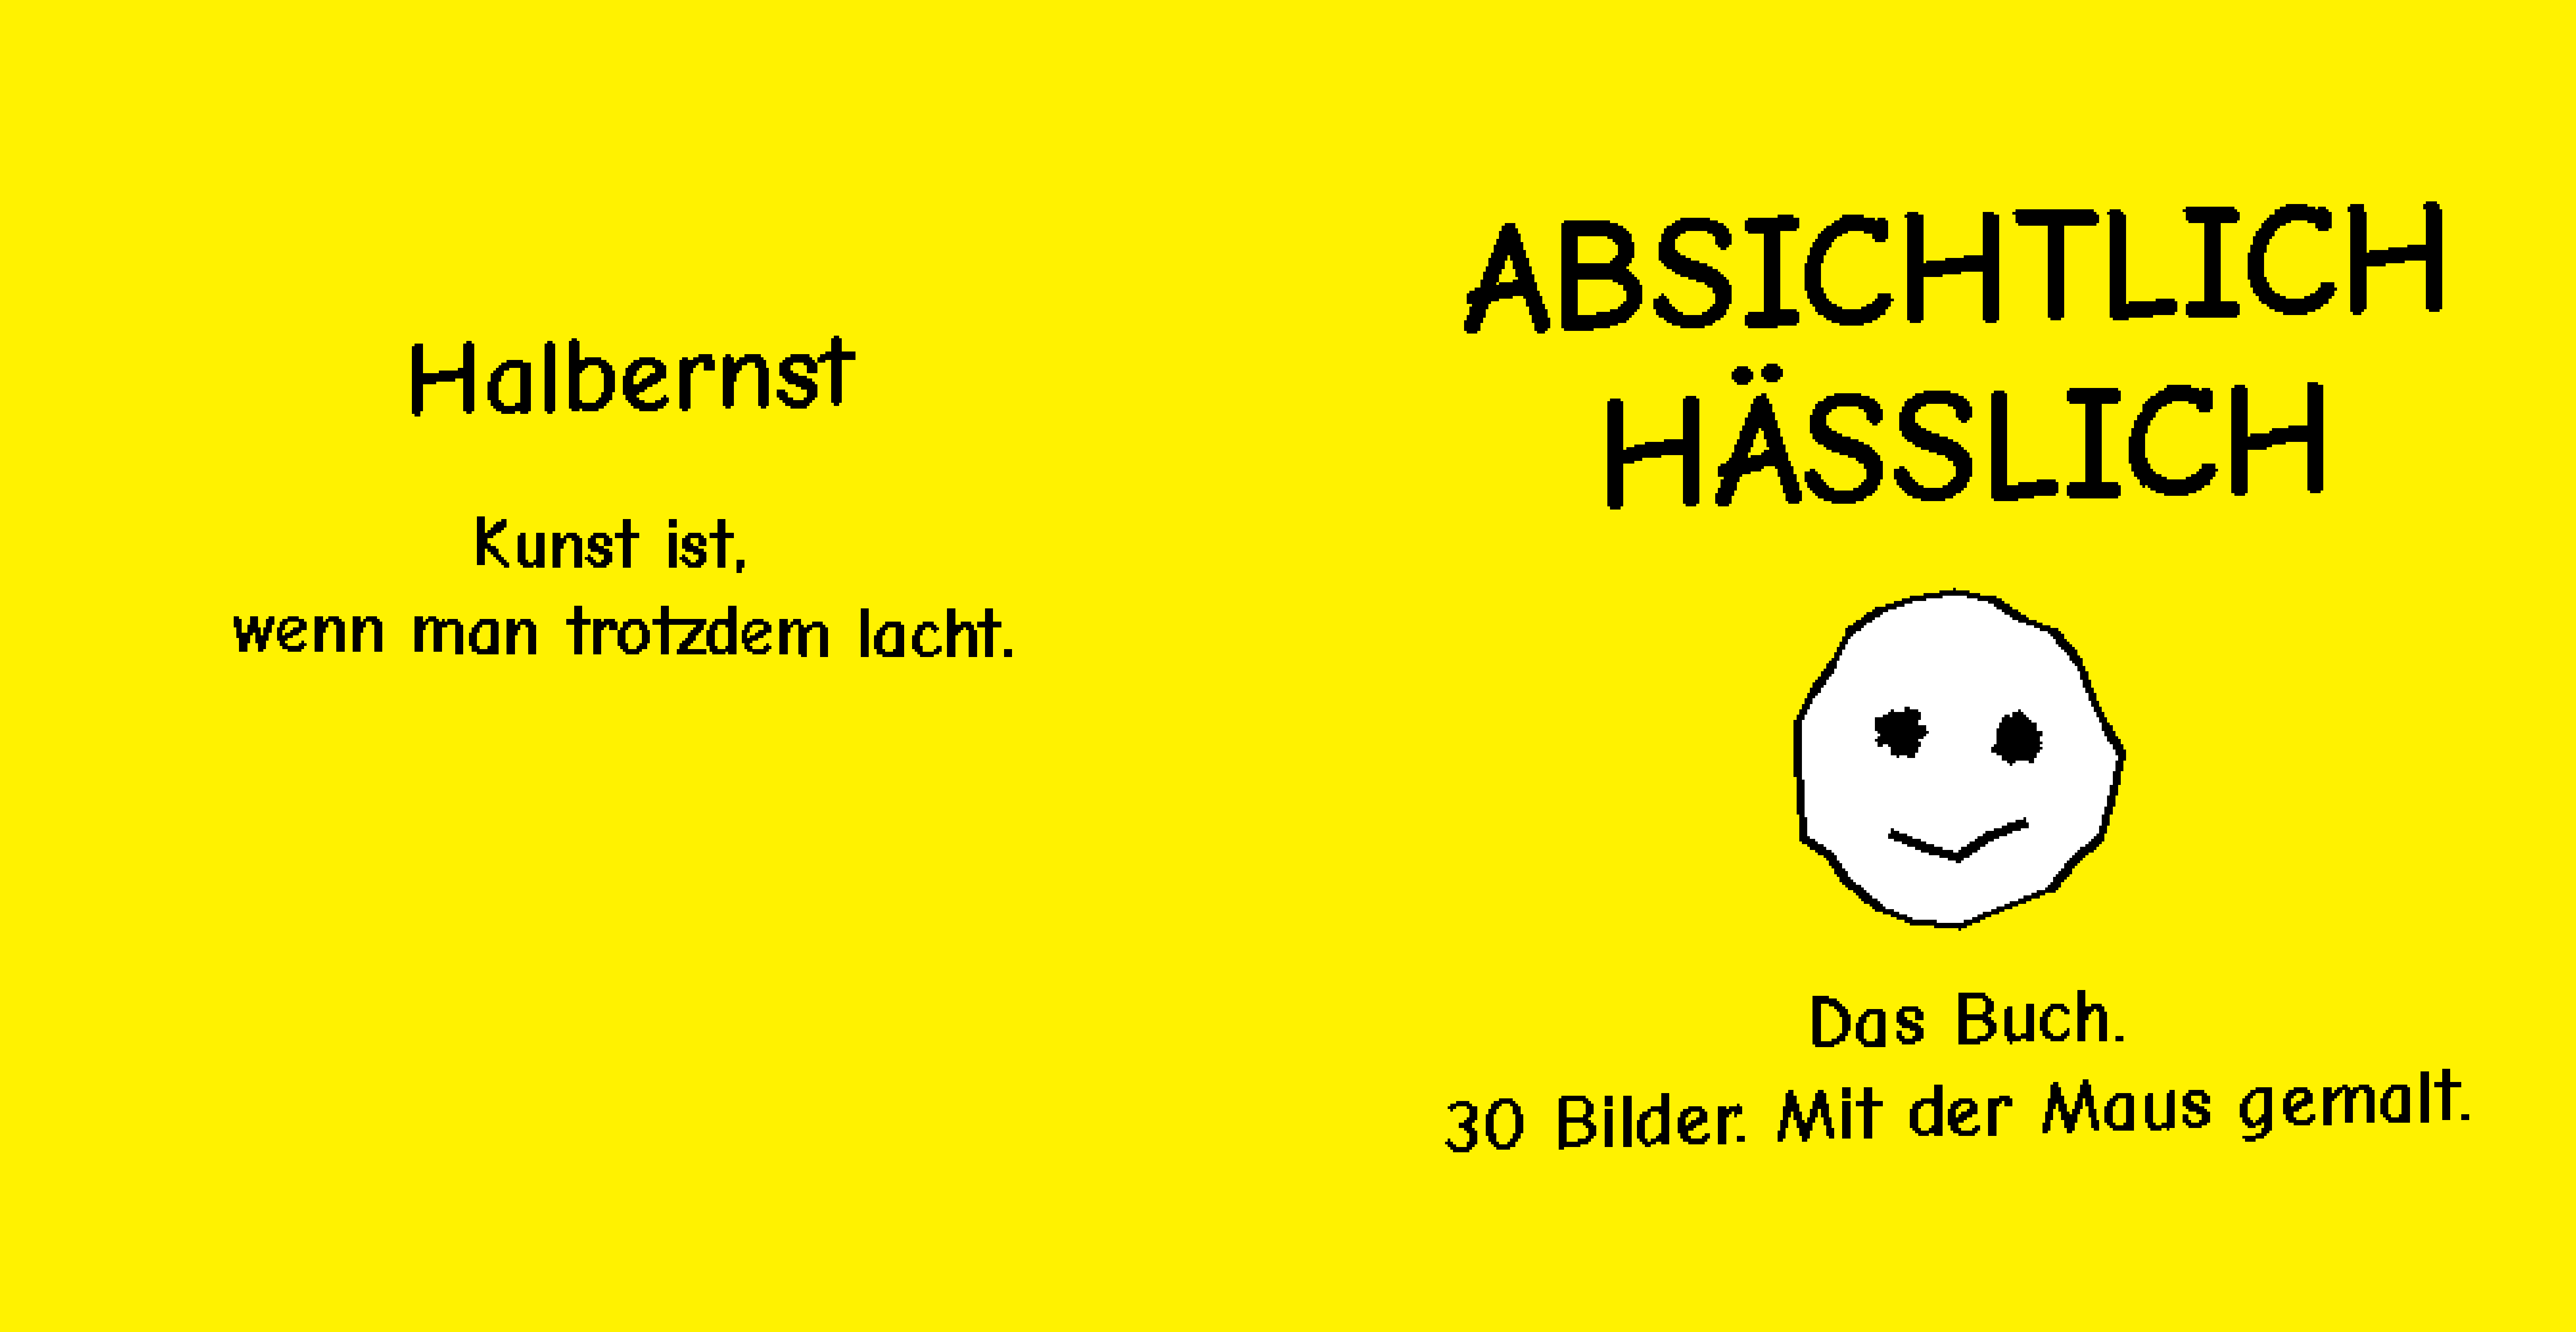 Halbernst
Kunst ist,
wenn man trotzdem lacht.
ABSICHTLICH
HÄSSLICH
Das Buch.
30 Bilder. Mit der Maus gemalt.